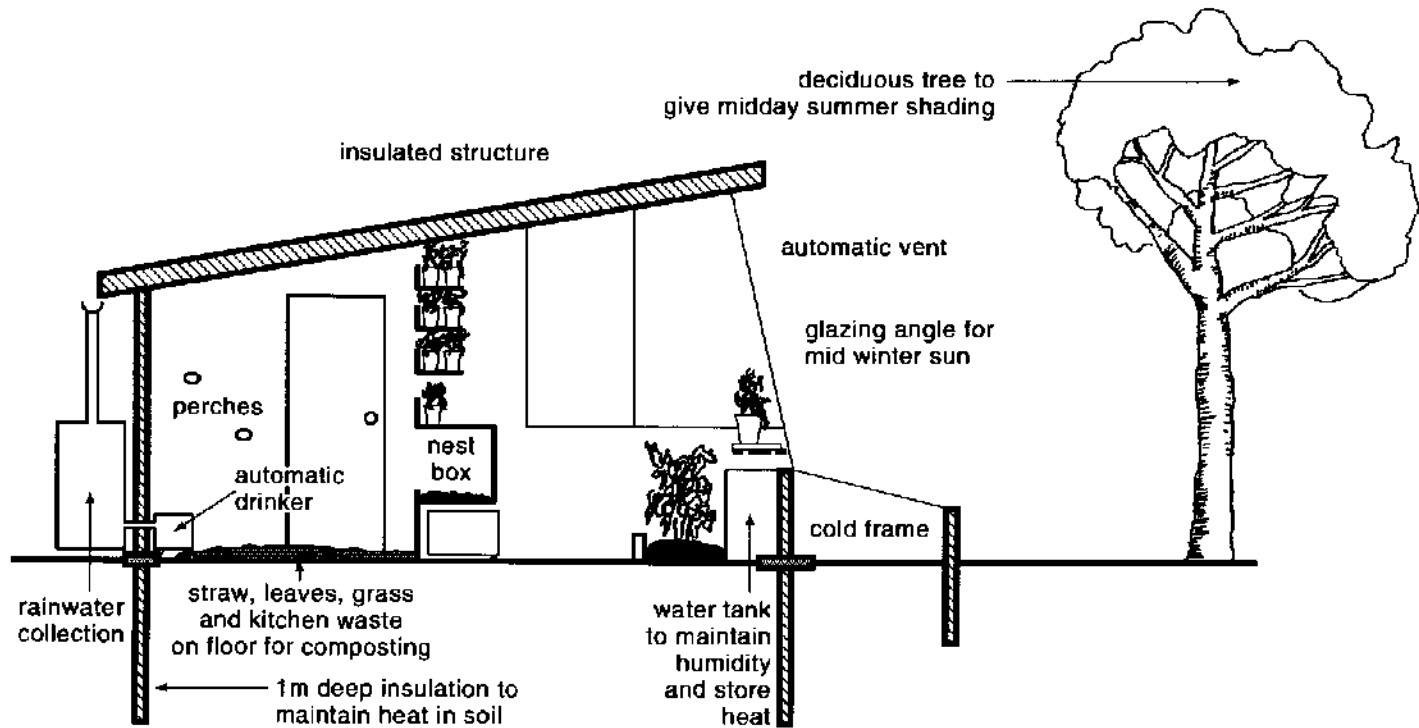 deciduous tree to
give midday summer shading
insulated structure
automatic vent
glazing angle for
mid winter sun
perches
nest
box
automatic
drinker
cold frame
rainwater
collection
straw, leaves, grass
and kitchen waste
on floor for composting
water tank
to maintain
humidity
and store
heat
1m deep insulation to
maintain heat in soil